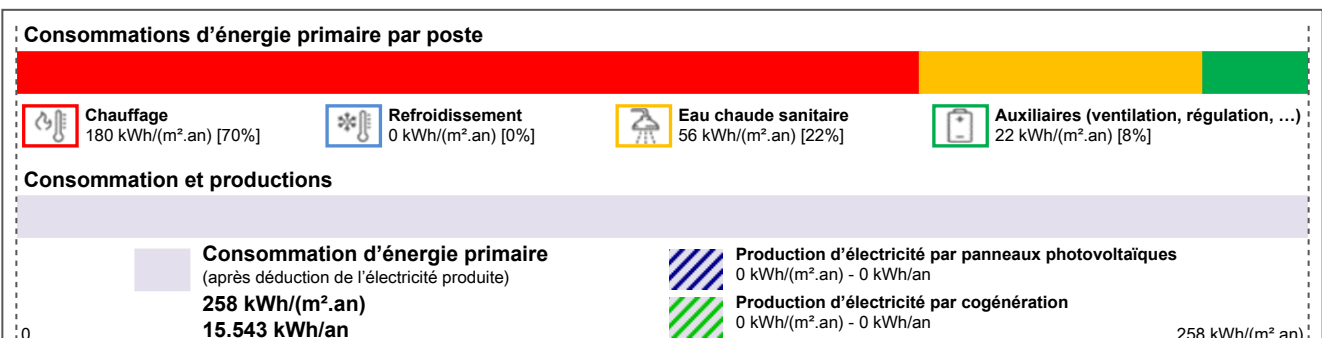 Consommations d’énergie primaire par poste
Chauffage
180 kWh/(m².an) [70%]
Refroidissement
0 kWh/(m².an) [0%]
Eau chaude sanitaire
56 kWh/(m².an) [22%]
Auxiliaires (ventilation, régulation, …)
22 kWh/(m².an) [8%]
Consommation et productions
Consommation d’énergie primaire
(après déduction de l’électricité produite)
258 kWh/(m².an)
15.543 kWh/an
Production d’électricité par panneaux photovoltaïques
0 kWh/(m².an) - 0 kWh/an
Production d’électricité par cogénération
0 kWh/(m².an) - 0 kWh/an
0
258 kWh/(m².an)